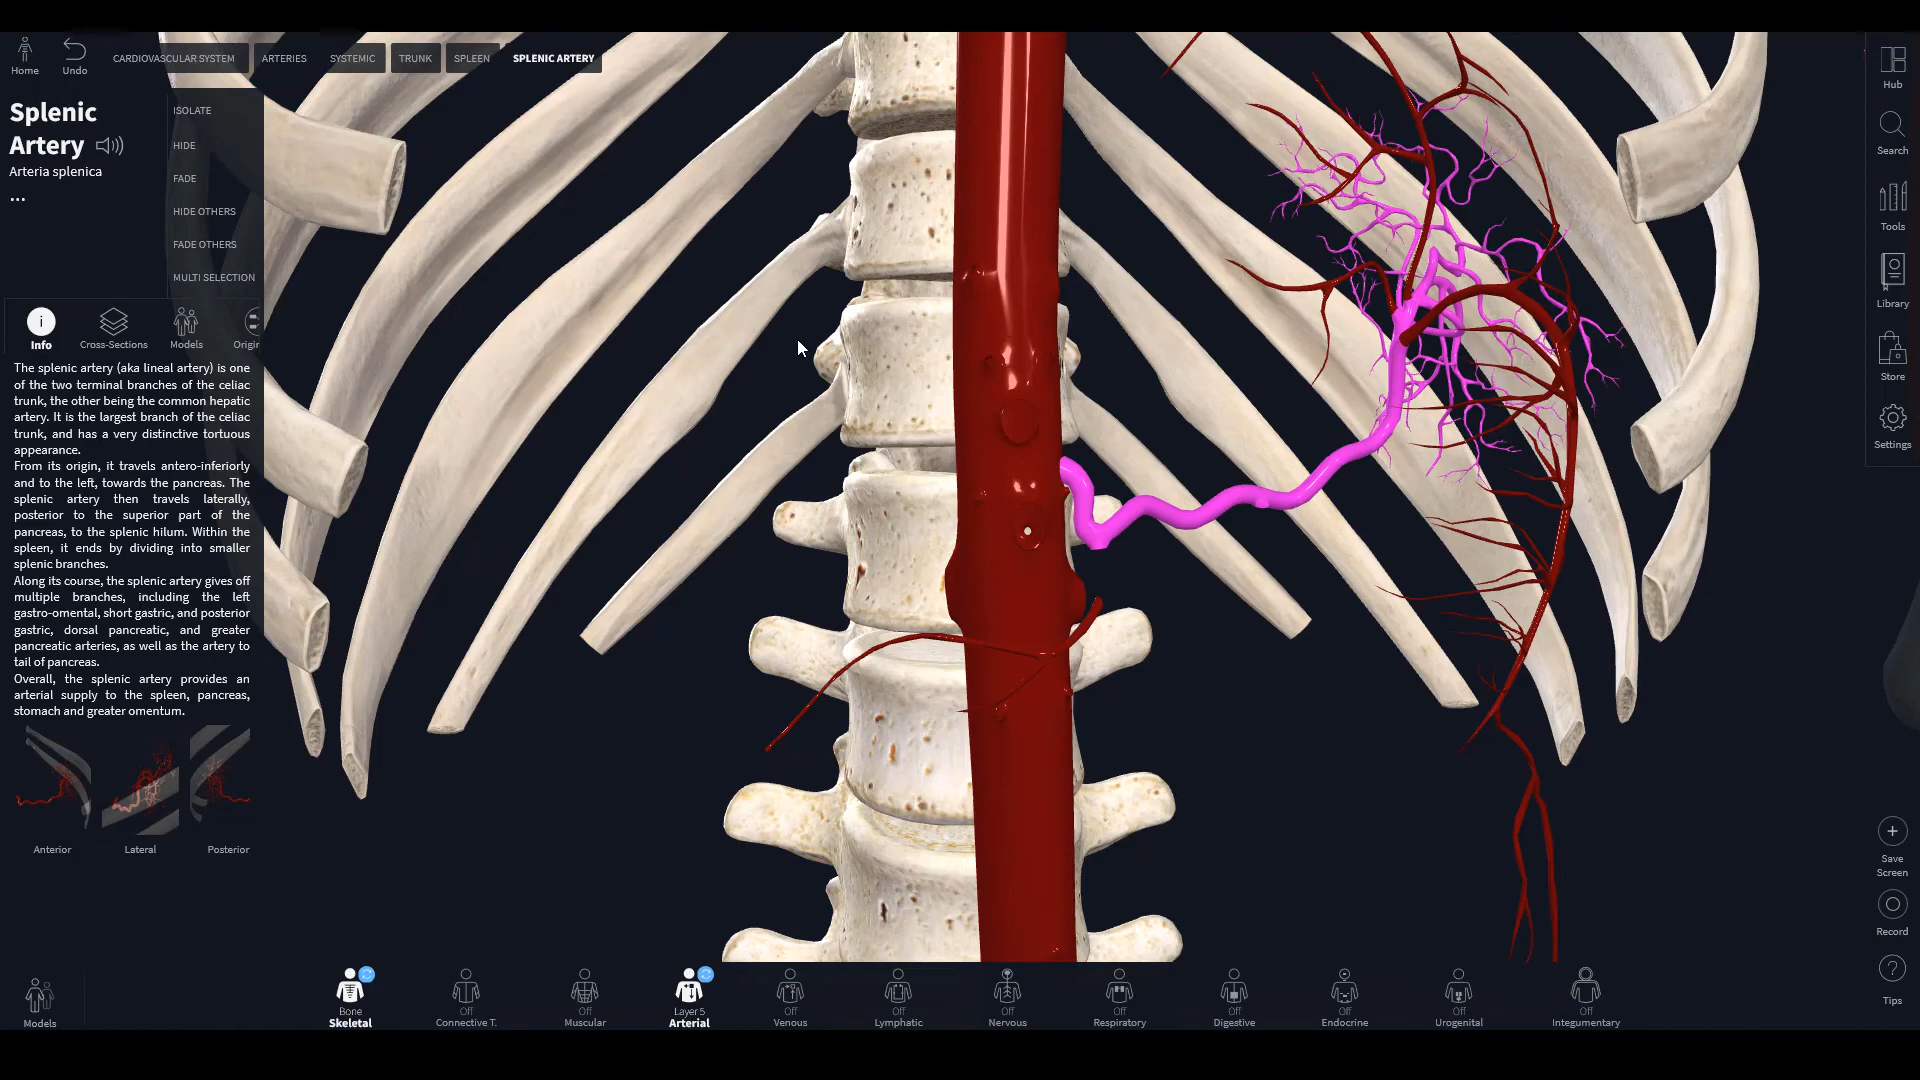 Home
Undo
CARDIOVASCULAR SYSTEM
ARTERIES
SYSTEMIC
TRUNK
SPLEEN
SPLENIC ARTERY
Splenic
Artery
Arteria splenica
...
ISOLATE
HIDE
FADE
HIDE OTHERS
FADE OTHERS
MULTI SELECTION
Info
Cross-Sections
Models
Origin
The splenic artery (aka lineal artery) is one
of the two terminal branches of the celiac
trunk, the other being the common hepatic
artery. It is the largest branch of the celiac
trunk, and has a very distinctive tortuous
appearance.
From its origin, it travels antero-inferiorly
and to the left, towards the pancreas. The
splenic artery then travels laterally,
posterior to the superior part of the
pancreas, to the splenic hilum. Within the
spleen, it ends by dividing into smaller
splenic branches.
Along its course, the splenic artery gives off
multiple branches, including the left
gastro-omental, short gastric, and posterior
gastric, dorsal pancreatic, and greater
pancreatic arteries, as well as the artery to
tail of pancreas.
Overall, the splenic artery provides an
arterial supply to the spleen, pancreas,
stomach and greater omentum.
Anterior
Lateral
Posterior
Models
Bone
Skeletal
Off
Connective T.
Off
Muscular
Layer 5
Arterial
Off
Venous
Off
Lymphatic
Off
Nervous
Off
Respiratory
Off
Digestive
Off
Endocrine
Off
Urogenital
Off
Integumentary
Hub
Search
Tools
Library
Store
Settings
Save
Screen
Record
Tips